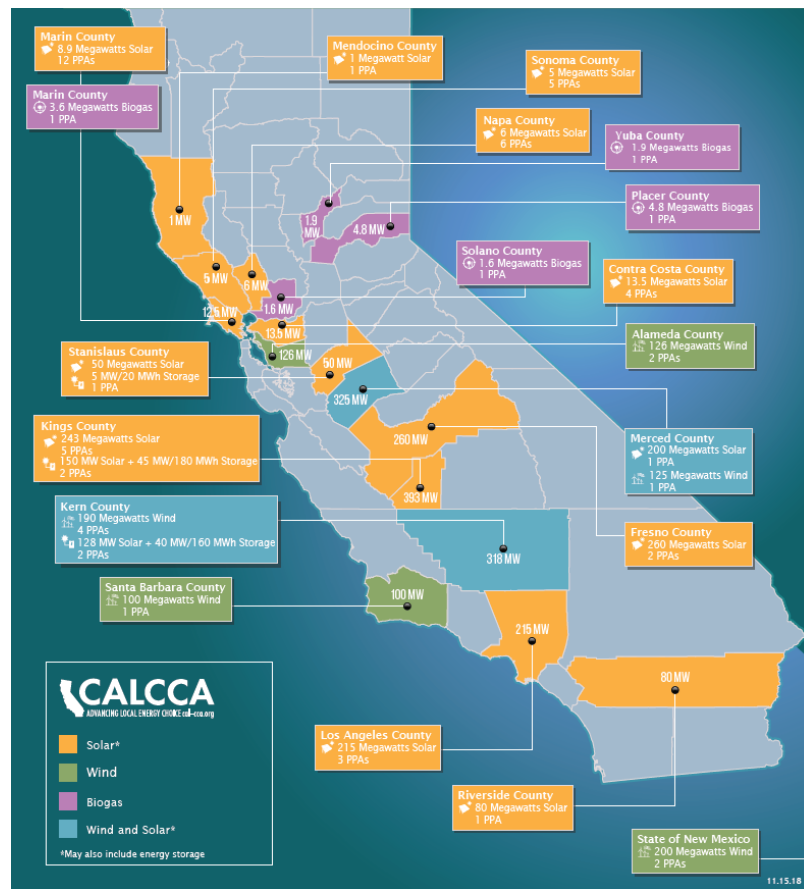 Marin County
8.9 Megawatts Solar
12 PPAs
Mendocino County
1 Megawatt Solar
1 PPA
Sonoma County
5 Megawatts Solar
5 PPAs
Marin County
3.6 Megawatts Biogas
1 PPA
Napa County
6 Megawatts Solar
6 PPAs
Yuba County
1.9 Megawatts Biogas
1 PPA
Placer County
4.8 Megawatts Biogas
1 PPA
Solano County
1.6 Megawatts Biogas
1 PPA
Contra Costa County
13.5 Megawatts Solar
4 PPAs
Alameda County
126 Megawatts Wind
2 PPAs
Stanislaus County
50 Megawatts Solar
5 MW/20 MWh Storage
1 PPA
Kings County
243 Megawatts Solar
5 PPAs
150 MW Solar + 45 MW/180 MWh Storage
2 PPAs
Merced County
200 Megawatts Solar
1 PPA
125 Megawatts Wind
1 PPA
Kern County
190 Megawatts Wind
4 PPAs
128 MW Solar + 40 MW/160 MWh Storage
2 PPAs
Fresno County
260 Megawatts Solar
2 PPAs
Santa Barbara County
100 Megawatts Wind
1 PPA
1 MW
1.9
MW
4.8 MW
5 MW
6 MW
1.6 MW
12.5 MW
13.5 MW
126 MW
50 MW
325 MW
260 MW
393 MW
318 MW
100 MW
215 MW
80 MW
CALCCA
ADVANCING LOCAL ENERGY CHOICE cal-cca.org
Solar*
Wind
Biogas
Wind and Solar*
*May also include energy storage
Los Angeles County
215 Megawatts Solar
3 PPAs
Riverside County
80 Megawatts Solar
1 PPA
State of New Mexico
200 Megawatts Wind
2 PPAs
11.15.18